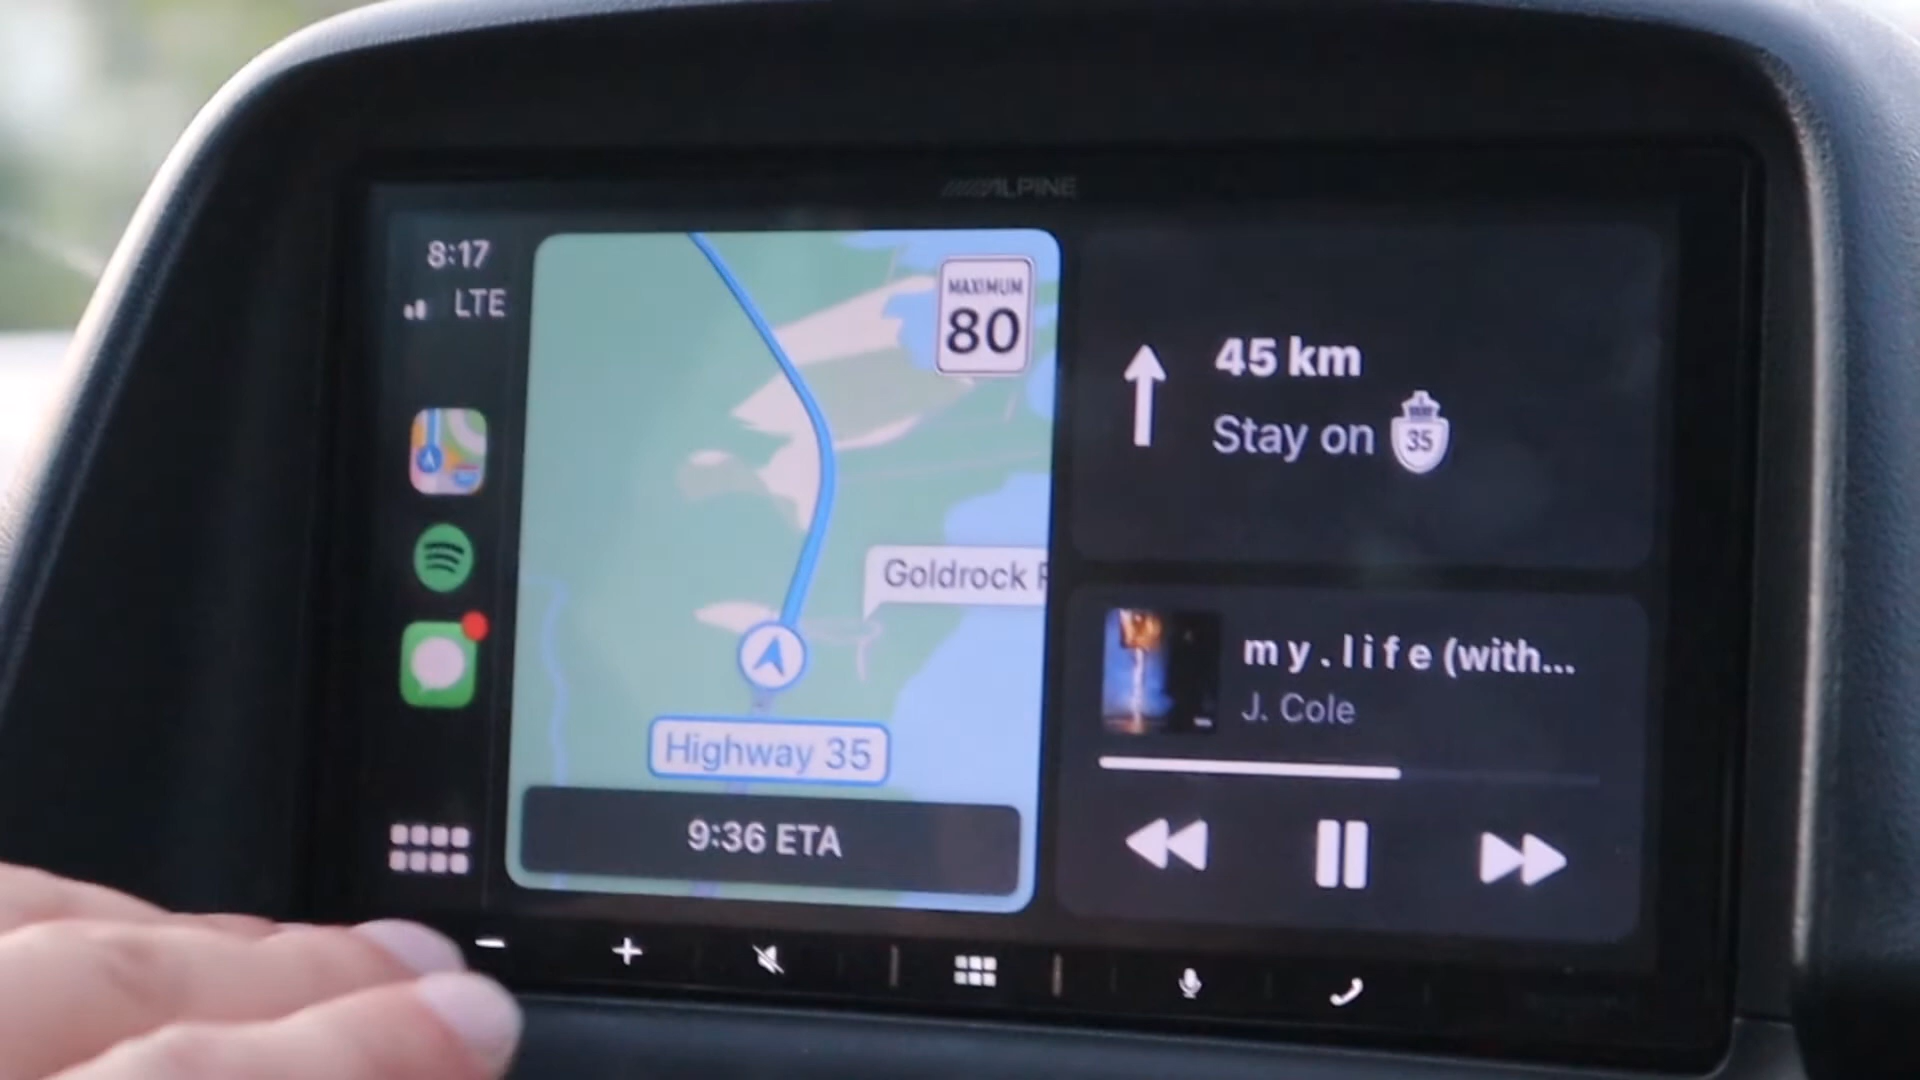 ALPINE
8:17
LTE
MAXIMUM
80
Goldrock
Highway 35
9:36 ETA
45 km
Stay on 35
my.life (with...
J. Cole